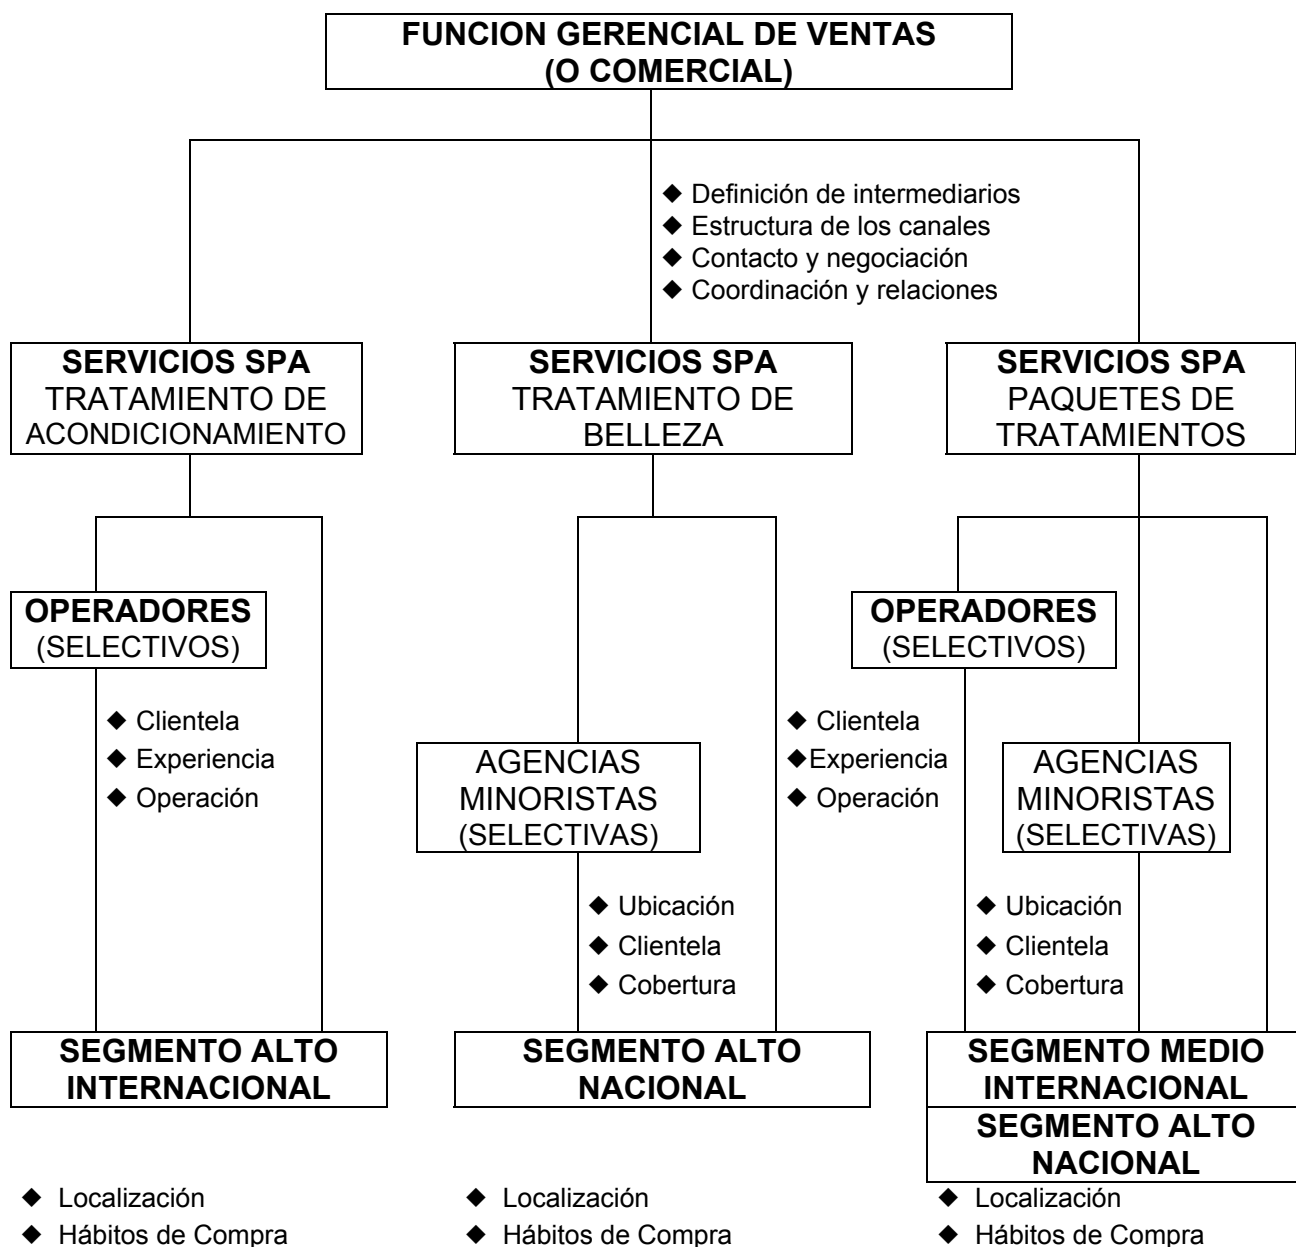 FUNCION GERENCIAL DE VENTAS
(O COMERCIAL)
◆ Definición de intermediarios
◆ Estructura de los canales
◆ Contacto y negociación
◆ Coordinación y relaciones
SERVICIOS SPA
TRATAMIENTO DE
ACONDICIONAMIENTO
SERVICIOS SPA
TRATAMIENTO DE
BELLEZA
SERVICIOS SPA
PAQUETES DE
TRATAMIENTOS
OPERADORES
(SELECTIVOS)
OPERADORES
(SELECTIVOS)
◆ Clientela
◆ Experiencia
◆ Operación
AGENCIAS
MINORISTAS
(SELECTIVAS)
◆ Clientela
◆Experiencia
◆ Operación
AGENCIAS
MINORISTAS
(SELECTIVAS)
◆ Ubicación
◆ Clientela
◆ Cobertura
◆ Ubicación
◆ Clientela
◆ Cobertura
SEGMENTO ALTO
INTERNACIONAL
SEGMENTO ALTO
NACIONAL
SEGMENTO MEDIO
INTERNACIONAL
SEGMENTO ALTO
NACIONAL
◆ Localización
◆ Hábitos de Compra
◆ Localización
◆ Hábitos de Compra
◆ Localización
◆ Hábitos de Compra